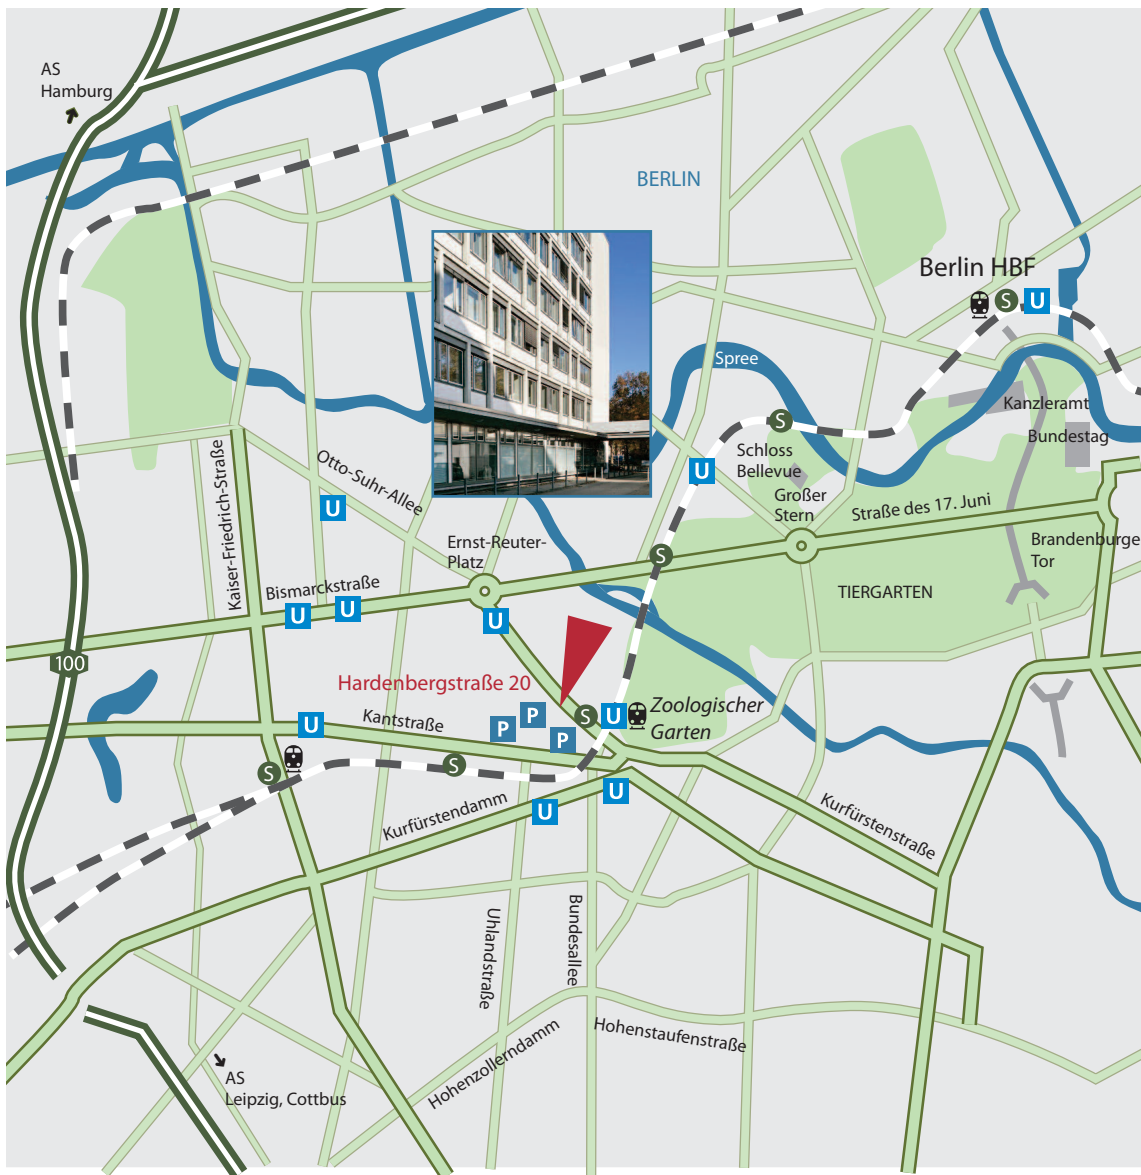 AS
Hamburg
BERLIN
Berlin HBF
S
U
Spree
S
Kanzleramt
Bundestag
Schloss
Bellevue
U
Großer
Stern
Otto-Suhr-Allee
U
Straße des 17. Juni
Kaiser-Friedrich-Straße
Ernst-Reuter-
Platz
S
Brandenburger
Tor
Bismarckstraße
U
U
U
TIERGARTEN
100
Hardenbergstraße 20
Zoologischer
Garten
U
S
P
P
P
U
Kantstraße
S
S
U
U
Kurfürstendamm
Kurfürstenstraße
Uhlandstraße
Bundesallee
Hohenzollerndamm
Hohenstaufenstraße
AS
Leipzig, Cottbus